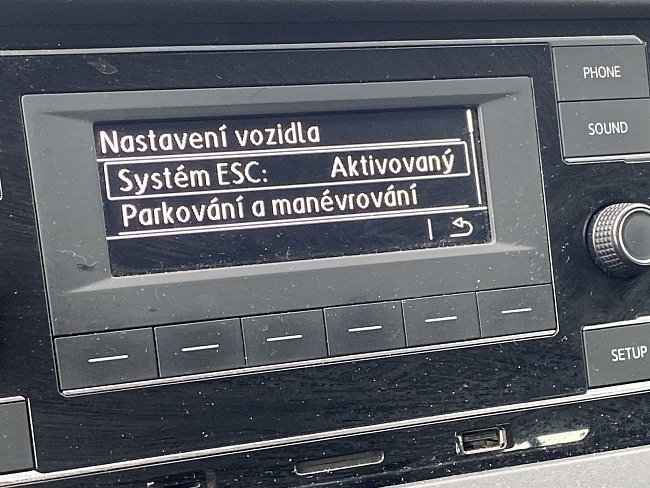 Nastavení vozidla
Systém ESC: Aktivovaný
Parkování a manévrování
PHONE
SOUND
SETUP